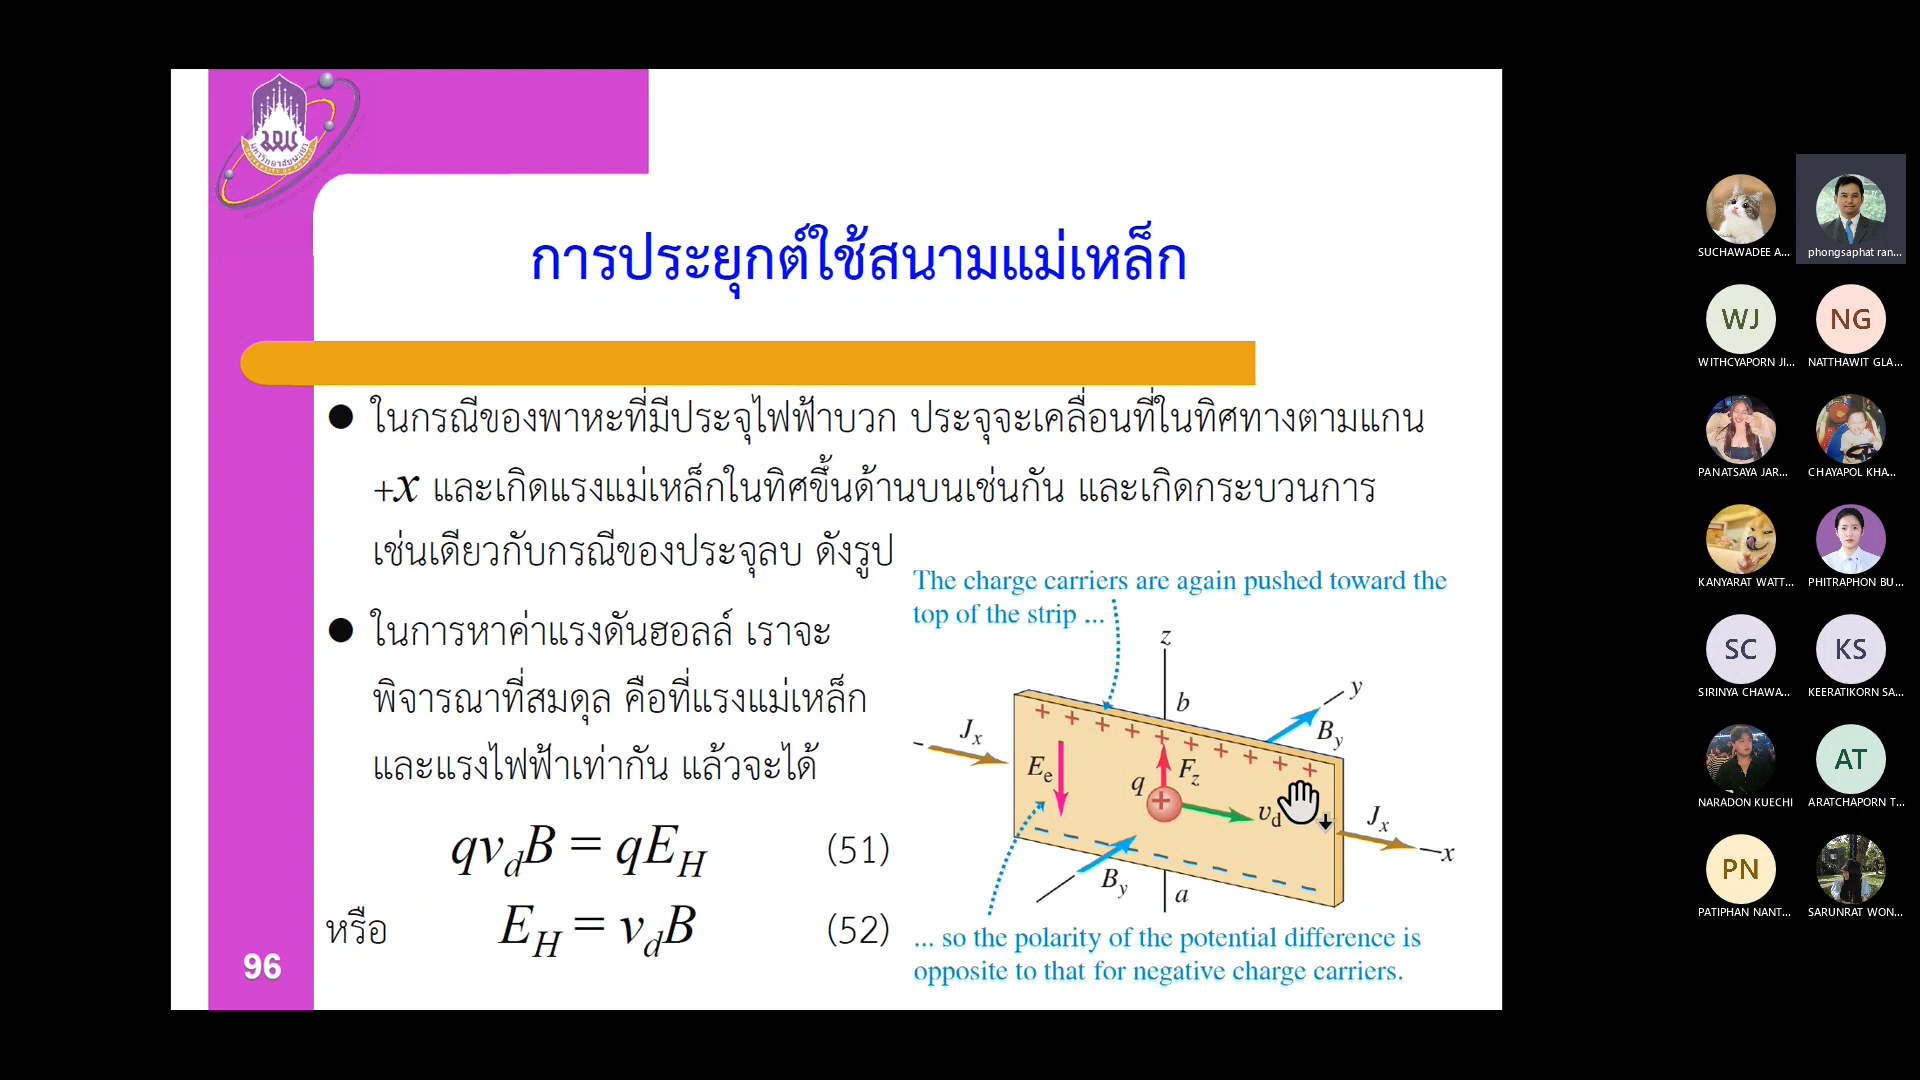 การประยุกต์ใช้สนามแม่เหล็ก
● ในกรณีของพาหะที่มีประจุไฟฟ้าบวก ประจุจะเคลื่อนที่ในทิศทางตามแกน
+x และเกิดแรงแม่เหล็กในทิศขึ้นด้านบนเช่นกัน และเกิดกระบวนการ
เช่นเดียวกับกรณีของประจุลบ ดังรูป
● ในการหาค่าแรงดันฮอลล์ เราจะ
พิจารณาที่สมดุล คือที่แรงแม่เหล็ก
และแรงไฟฟ้าเท่ากัน แล้วจะได้
qv_dB = qE_H (51)
หรือ E_H = v_dB (52)
96
The charge carriers are again pushed toward the
top of the strip ...
z
b
y
B_y
J_x
E_e
q
F_z
v_d
J_x
x
B_y
a
... so the polarity of the potential difference is
opposite to that for negative charge carriers.
SUCHAWADEE A...
phongsaphat ran...
WJ
WITHCYAPORN JI...
NG
NATTHAWIT GLA...
PANATSAYA JAR...
CHAYAPOL KHA...
KANYARAT WATT...
PHITRAPHON BU...
SC
SIRINYA CHAWA...
KS
KEERATIKORN SA...
NARADON KUECHI
AT
ARATCHAPORN T...
PN
PATIPHAN NANT...
SARUNRAT WON...